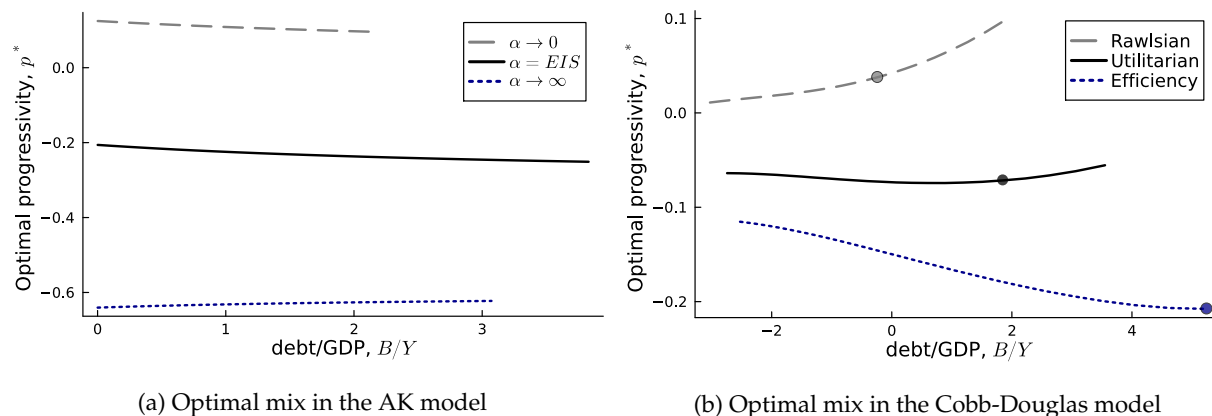 Optimal progressivity, p*
0.0
−0.2
−0.4
−0.6
0
1
2
3
debt/GDP, B/Y
α → 0
α = EIS
α → ∞
(a) Optimal mix in the AK model
Optimal progressivity, p*
0.1
0.0
−0.1
−0.2
−2
0
2
4
debt/GDP, B/Y
Rawlsian
Utilitarian
Efficiency
(b) Optimal mix in the Cobb-Douglas model